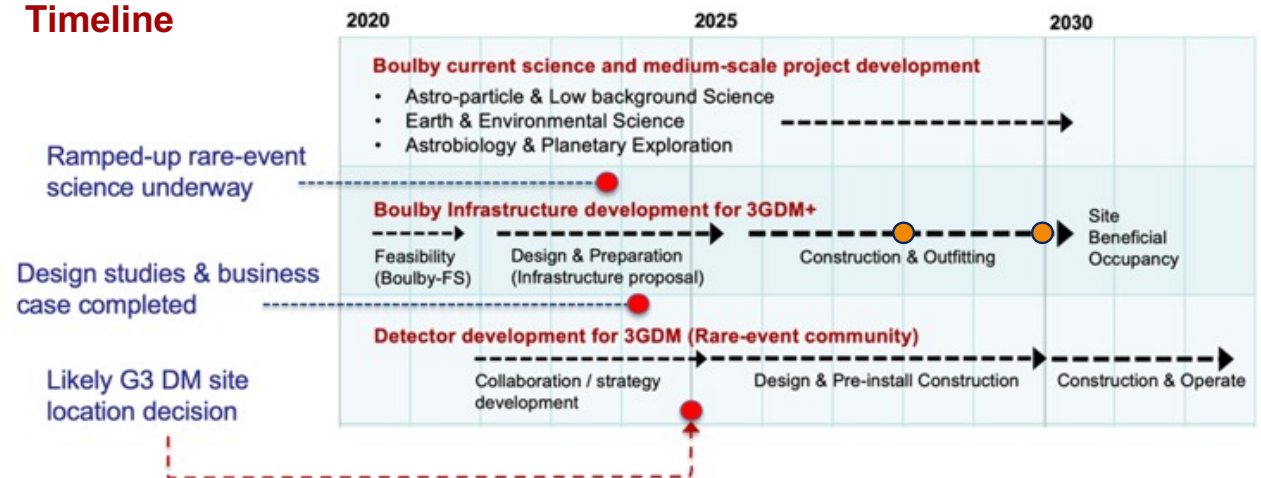 Timeline
2020
2025
2030
Boulby current science and medium-scale project development
• Astro-particle & Low background Science
• Earth & Environmental Science
• Astrobiology & Planetary Exploration
Ramped-up rare-event
science underway
Boulby Infrastructure development for 3GDM+
Feasibility
(Boulby-FS)
Design & Preparation
(Infrastructure proposal)
Construction & Outfitting
Site
Beneficial
Occupancy
Design studies & business
case completed
Detector development for 3GDM (Rare-event community)
Collaboration / strategy
development
Design & Pre-install Construction
Construction & Operate
Likely G3 DM site
location decision